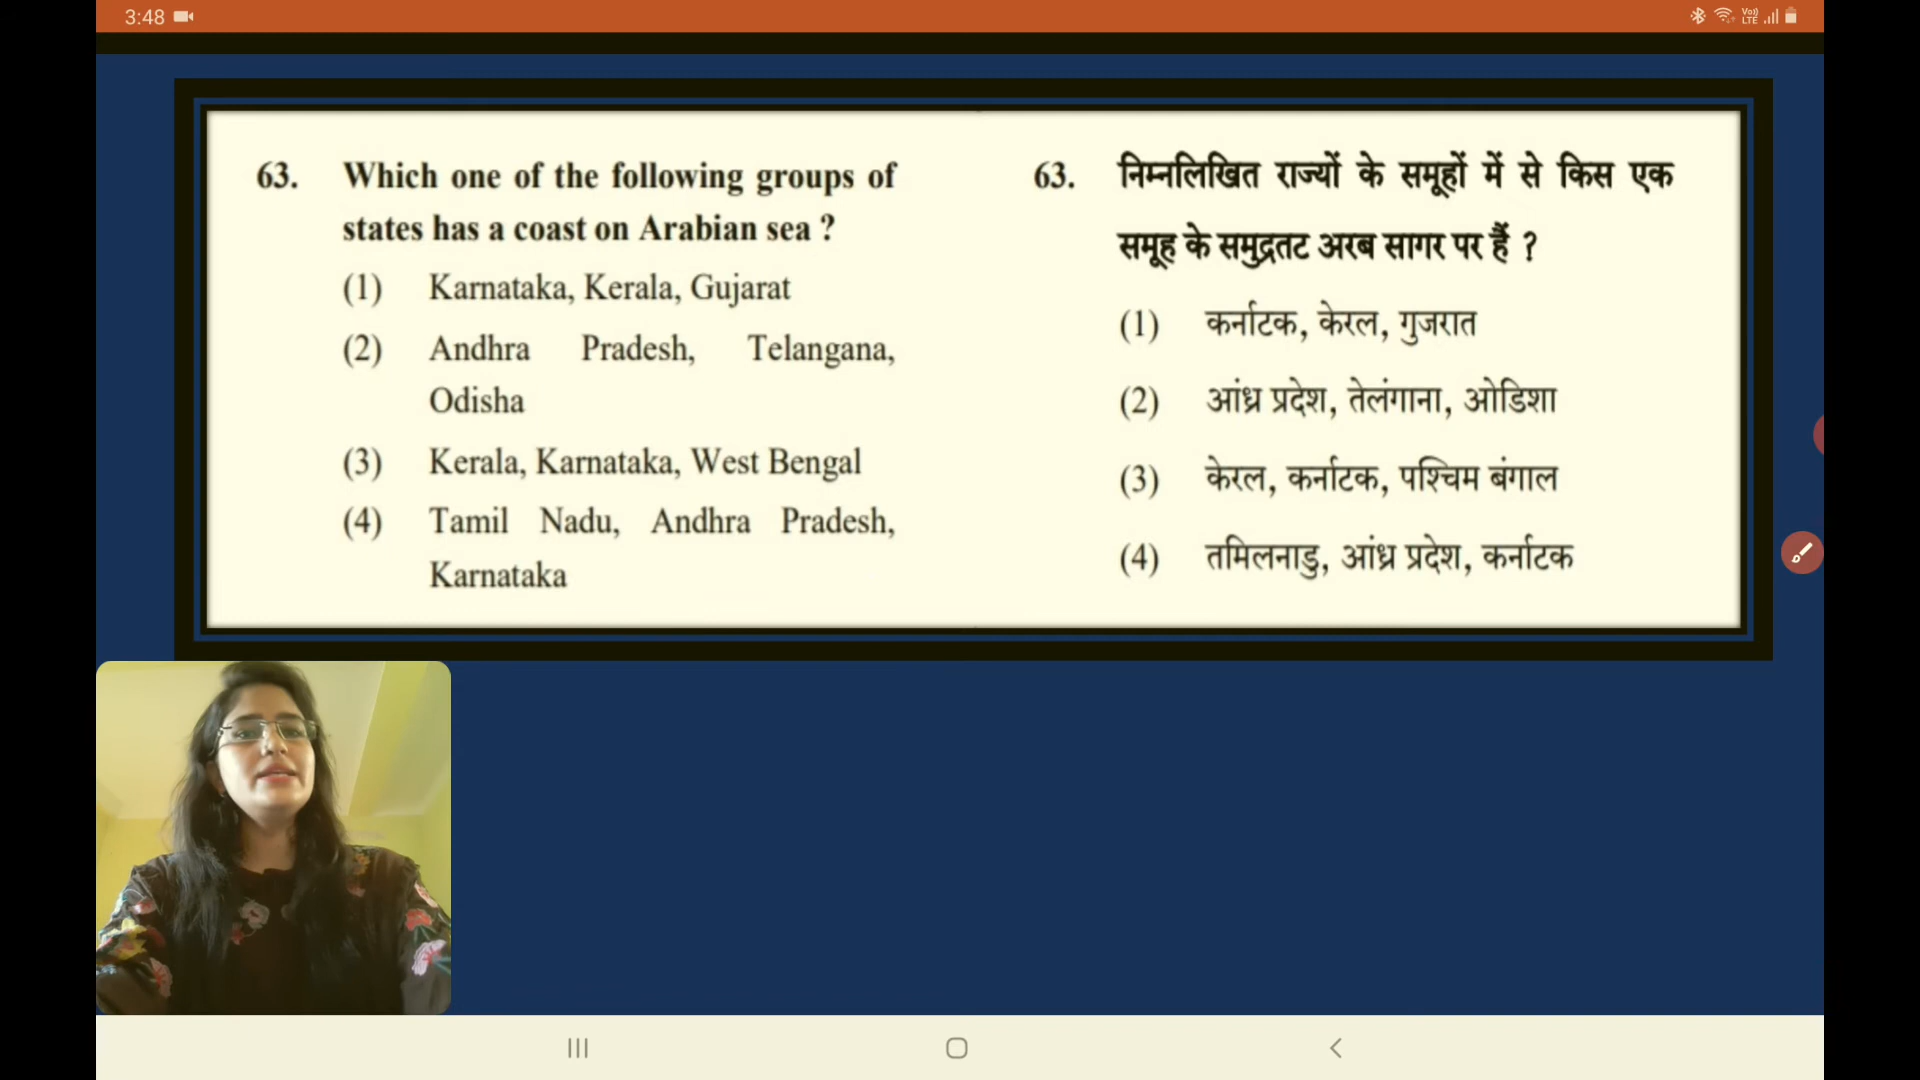 3:48
Vo)
LTE
63. Which one of the following groups of
states has a coast on Arabian sea ?
(1) Karnataka, Kerala, Gujarat
(2) Andhra Pradesh, Telangana,
Odisha
(3) Kerala, Karnataka, West Bengal
(4) Tamil Nadu, Andhra Pradesh,
Karnataka
63. निम्नलिखित राज्यों के समूहों में से किस एक
समूह के समुद्रतट अरब सागर पर हैं ?
(1) कर्नाटक, केरल, गुजरात
(2) आंध्र प्रदेश, तेलंगाना, ओडिशा
(3) केरल, कर्नाटक, पश्चिम बंगाल
(4) तमिलनाडु, आंध्र प्रदेश, कर्नाटक